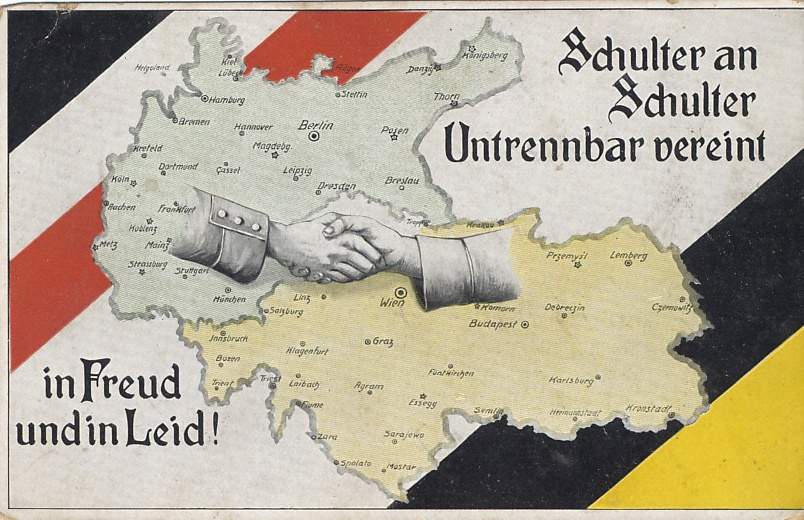 Schulter an
Schulter
Untrennbar vereint
in Freud
und in Leid!
Helgoland
Kiel
Lübeck
Rügen
Danzig
Königsberg
Hamburg
Stettin
Thorn
Bremen
Hannover
Berlin
Posen
Krefeld
Magdebg.
Dortmund
Cassel
Leipzig
Breslau
Köln
Dresden
Aachen
Frankfurt
Koblenz
Metz
Mainz
Krakau
Strassburg
Stuttgart
Przemysl
Lemberg
München
Linz
Wien
Salzburg
Komorn
Debreczin
Czernowitz
Budapest
Innsbruck
Graz
Bozen
Klagenfurt
Trient
Triest
Laibach
Agram
Fünfkirchen
Karlsburg
Fiume
Essegg
Semlin
Hermannstadt
Kronstadt
Zara
Sarajewo
Spalato
Mostar